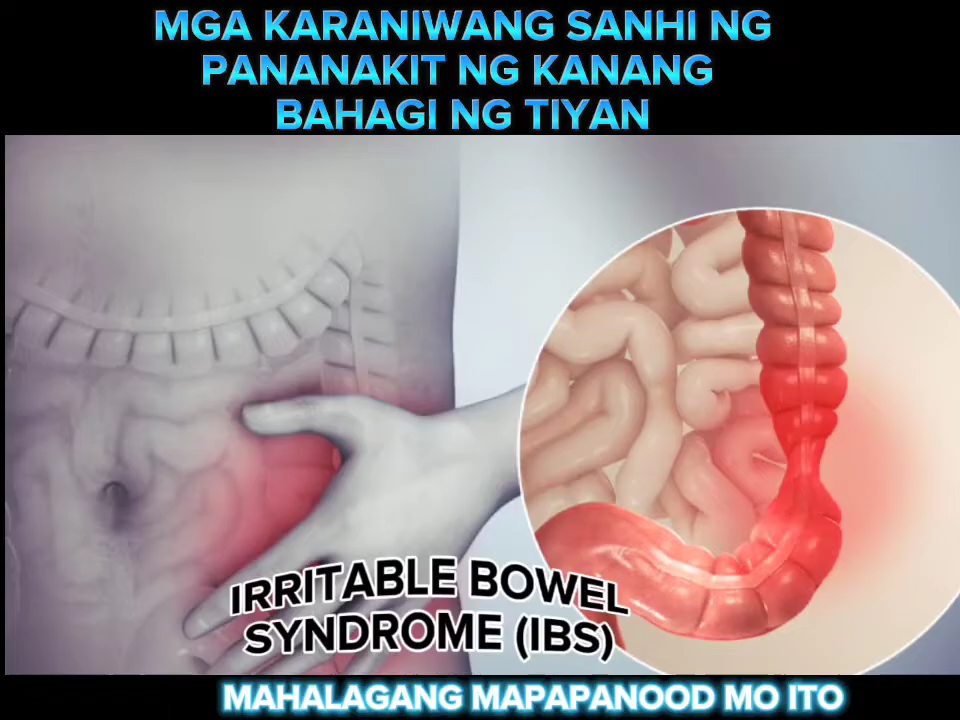 MGA KARANIWANG SANHI NG
PANANAKIT NG KANANG
BAHAGI NG TIYAN
IRRITABLE BOWEL
SYNDROME (IBS)
MAHALAGANG MAPAPANOOD MO ITO